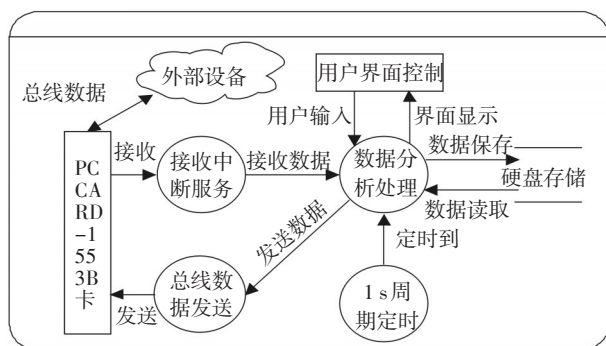 外部设备
用户界面控制
总线数据
用户输入
界面显示
接收
接收中
断服务
接收数据
数据分
析处理
数据保存
硬盘存储
数据读取
PC
CA
RD
-1
55
3B
卡
发送数据
定时到
总线数
据发送
发送
1 s周
期定时